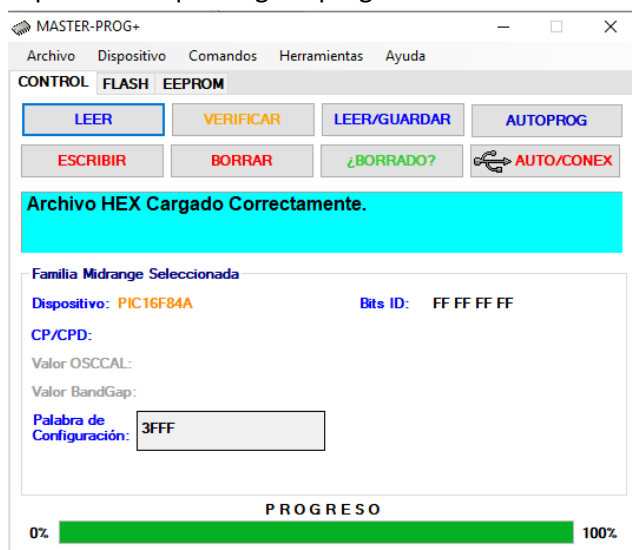 MASTER-PROG+
Archivo Dispositivo Comandos Herramientas Ayuda
CONTROL FLASH EEPROM
LEER VERIFICAR LEER/GUARDAR AUTOPROG
ESCRIBIR BORRAR ¿BORRADO? AUTO/CONEX
Archivo HEX Cargado Correctamente.
Familia Midrange Seleccionada
Dispositivo: PIC16F84A Bits ID: FF FF FF FF
CP/CPD:
Valor OSCCAL:
Valor BandGap:
Palabra de
Configuración: 3FFF
PROGRESO
0% 100%